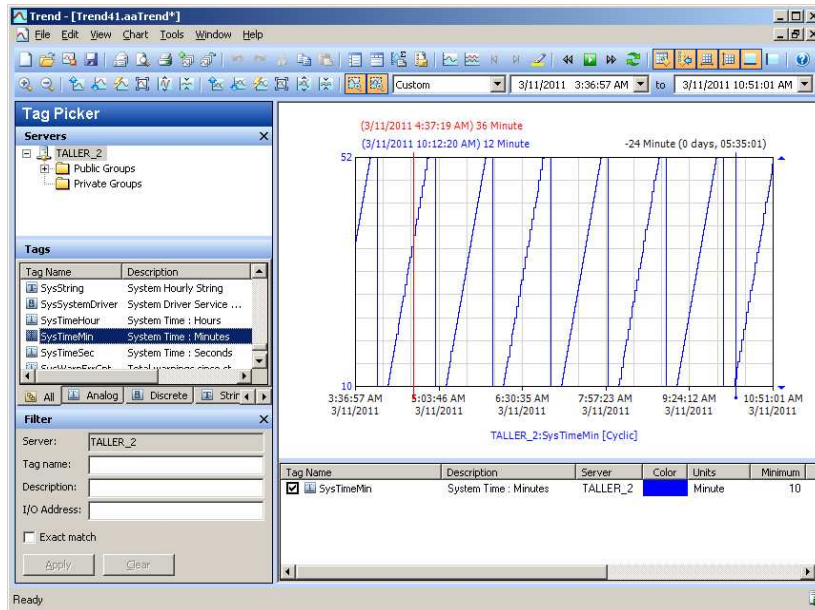 Trend - [Trend41.aaTrend*]
File Edit View Chart Tools Window Help
Custom 3/11/2011 3:36:57 AM to 3/11/2011 10:51:01 AM
Tag Picker
Servers
TALLER_2
Public Groups
Private Groups
Tags
Tag Name Description
SysString System Hourly String
SysSystemDriver System Driver Service ...
SysTimeHour System Time : Hours
SysTimeMin System Time : Minutes
SysTimeSec System Time : Seconds
SysWarnErrCnt Total warnings since st
All Analog Discrete Strin
Filter
Server: TALLER_2
Tag name:
Description:
I/O Address:
Exact match
Apply Clear
(3/11/2011 4:37:19 AM) 36 Minute
(3/11/2011 10:12:20 AM) 12 Minute -24 Minute (0 days, 05:35:01)
52
10
3:36:57 AM 5:03:46 AM 6:30:35 AM 7:57:23 AM 9:24:12 AM 10:51:01 AM
3/11/2011 3/11/2011 3/11/2011 3/11/2011 3/11/2011 3/11/2011
TALLER_2:SysTimeMin [Cyclic]
Tag Name Description Server Color Units Minimum
SysTimeMin System Time : Minutes TALLER_2 Minute 10
Ready